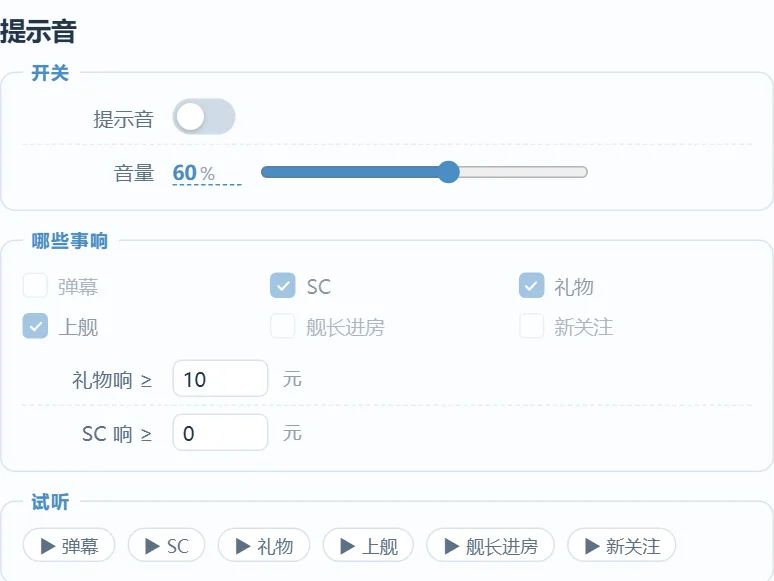 提示音
开关
提示音
音量 60%
哪些事响
弹幕 SC 礼物
上舰 舰长进房 新关注
礼物响 ≥ 10 元
SC 响 ≥ 0 元
试听
▶ 弹幕 ▶ SC ▶ 礼物 ▶ 上舰 ▶ 舰长进房 ▶ 新关注